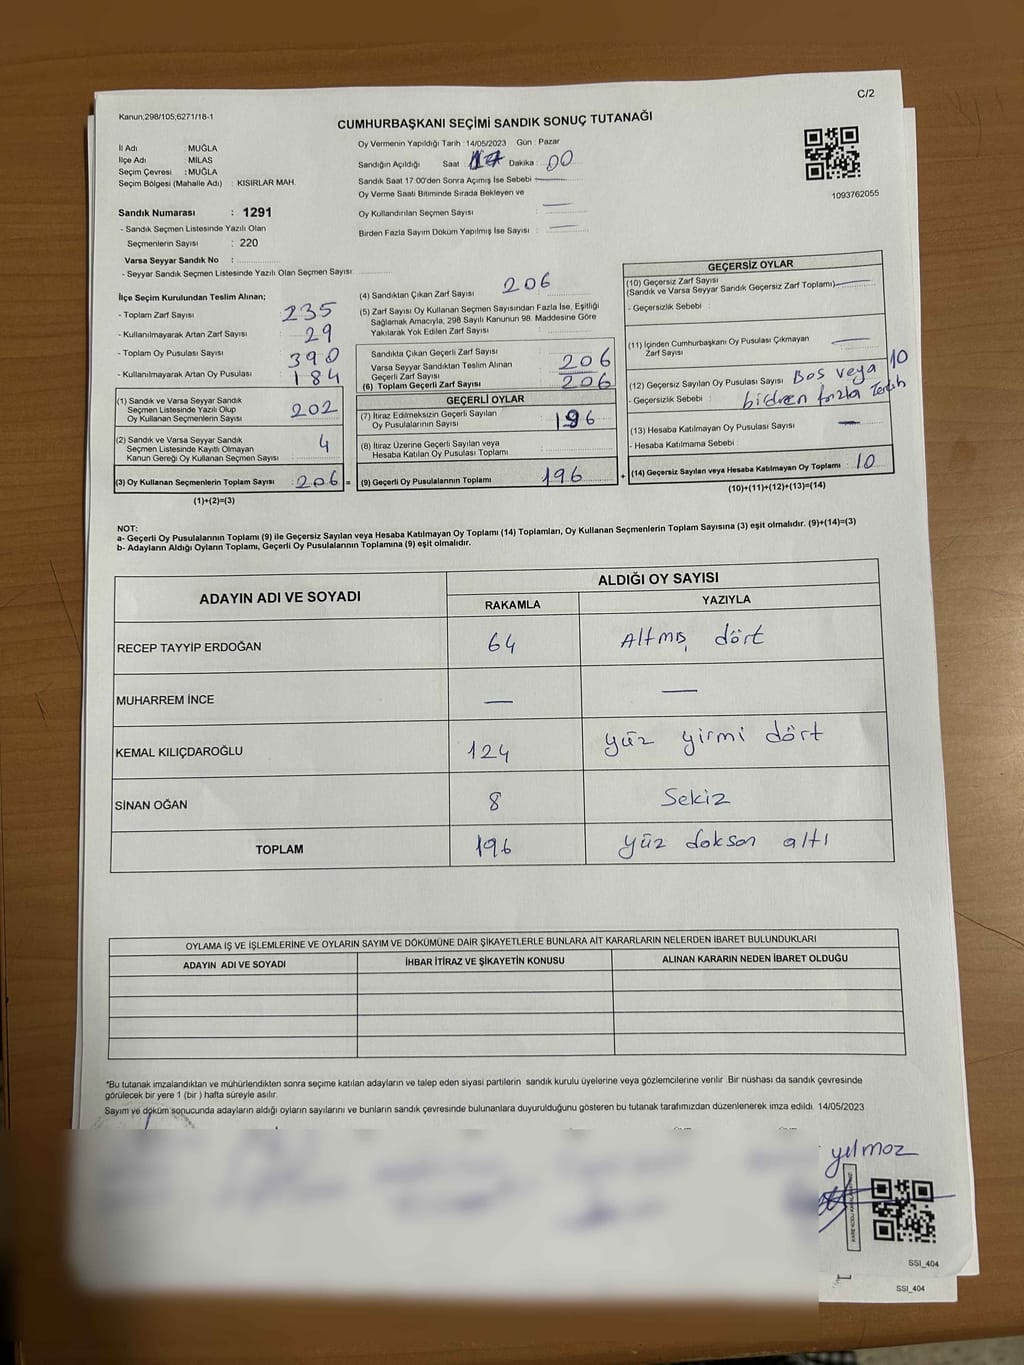 C/2
Kanun;298/105,6271/18-1
CUMHURBAŞKANI SEÇİMİ SANDIK SONUÇ TUTANAĞI
İl Adı : MUĞLA
İlçe Adı : MİLAS
Seçim Çevresi : MUĞLA
Seçim Bölgesi (Mahalle Adı) : KISIRLAR MAH.
Oy Vermenin Yapıldığı Tarih : 14/05/2023 Gün : Pazar
Sandığın Açıldığı Saat : 17 Dakika : 00
Sandık Saat 17:00'den Sonra Açımış İse Sebebi
Oy Verme Saati Bitiminde Sırada Bekleyen ve
Oy Kullandırılan Seçmen Sayısı :
Birden Fazla Sayım Döküm Yapılmış İse Sayısı :
1093762055
Sandık Numarası : 1291
- Sandık Seçmen Listesinde Yazılı Olan
Seçmenlerin Sayısı : 220
Varsa Seyyar Sandık No :
- Seyyar Sandık Seçmen Listesinde Yazılı Olan Seçmen Sayısı:
İlçe Seçim Kurulundan Teslim Alınan;
- Toplam Zarf Sayısı : 235
- Kullanılmayarak Artan Zarf Sayısı : 29
- Toplam Oy Pusulası Sayısı : 390
- Kullanılmayarak Artan Oy Pusulası : 184
(1) Sandık ve Varsa Seyyar Sandık
Seçmen Listesinde Yazılı Olup
Oy Kullanan Seçmenlerin Sayısı : 202
(2) Sandık ve Varsa Seyyar Sandık
Seçmen Listesinde Kayıtlı Olmayan
Kanun Gereği Oy Kullanan Seçmen Sayısı : 4
(3) Oy Kullanan Seçmenlerin Toplam Sayısı : 206 =
(1)+(2)=(3)
(4) Sandıktan Çıkan Zarf Sayısı : 206
(5) Zarf Sayısı Oy Kullanan Seçmen Sayısından Fazla İse, Eşitliği
Sağlamak Amacıyla, 298 Sayılı Kanunun 98. Maddesine Göre
Yakılarak Yok Edilen Zarf Sayısı :
Sandıkta Çıkan Geçerli Zarf Sayısı : 206
Varsa Seyyar Sandıktan Teslim Alınan
Geçerli Zarf Sayısı
(6) Toplam Geçerli Zarf Sayısı : 206
GEÇERLİ OYLAR
(7) İtiraz Edilmeksizin Geçerli Sayılan
Oy Pusulalarının Sayısı : 196
(8) İtiraz Üzerine Geçerli Sayılan veya
Hesaba Katılan Oy Pusulası Toplamı
(9) Geçerli Oy Pusulalarının Toplamı : 196 +
GEÇERSİZ OYLAR
(10) Geçersiz Zarf Sayısı
(Sandık ve Varsa Seyyar Sandık Geçersiz Zarf Toplamı)
- Geçersizlik Sebebi :
(11) İçinden Cumhurbaşkanı Oy Pusulası Çıkmayan
Zarf Sayısı
(12) Geçersiz Sayılan Oy Pusulası Sayısı : 10
- Geçersizlik Sebebi : Boş veya
birden fazla Tercih
(13) Hesaba Katılmayan Oy Pusulası Sayısı
- Hesaba Katılmama Sebebi :
(14) Geçersiz Sayılan veya Hesaba Katılmayan Oy Toplamı : 10
(10)+(11)+(12)+(13)=(14)
NOT:
a- Geçerli Oy Pusulalarının Toplamı (9) ile Geçersiz Sayılan veya Hesaba Katılmayan Oy Toplamı (14) Toplamları, Oy Kullanan Seçmenlerin Toplam Sayısına (3) eşit olmalıdır. (9)+(14)=(3)
b- Adayların Aldığı Oyların Toplamı, Geçerli Oy Pusulalarının Toplamına (9) eşit olmalıdır.
ADAYIN ADI VE SOYADI
ALDIĞI OY SAYISI
RAKAMLA YAZIYLA
RECEP TAYYİP ERDOĞAN 64 Altmış dört
MUHARREM İNCE — —
KEMAL KILIÇDAROĞLU 124 yüz yirmi dört
SİNAN OĞAN 8 Sekiz
TOPLAM 196 yüz doksan altı
OYLAMA İŞ VE İŞLEMLERİNE VE OYLARIN SAYIM VE DÖKÜMÜNE DAİR ŞİKAYETLERLE BUNLARA AİT KARARLARIN NELERDEN İBARET BULUNDUKLARI
ADAYIN ADI VE SOYADI İHBAR İTİRAZ VE ŞİKAYETİN KONUSU ALINAN KARARIN NEDEN İBARET OLDUĞU
*Bu tutanak imzalandıktan ve mühürlendikten sonra seçime katılan adayların ve talep eden siyasi partilerin sandık kurulu üyelerine veya gözlemcilerine verilir. Bir nüshası da sandık çevresinde
görülecek bir yere 1 (bir) hafta süreyle asılır.
Sayım ve döküm sonucunda adayların aldığı oyların sayılarını ve bunların sandık çevresinde bulunanlara duyurulduğunu gösteren bu tutanak tarafımızdan düzenlenerek imza edildi. 14/05/2023
yılmaz
SSI_404
SSI_404